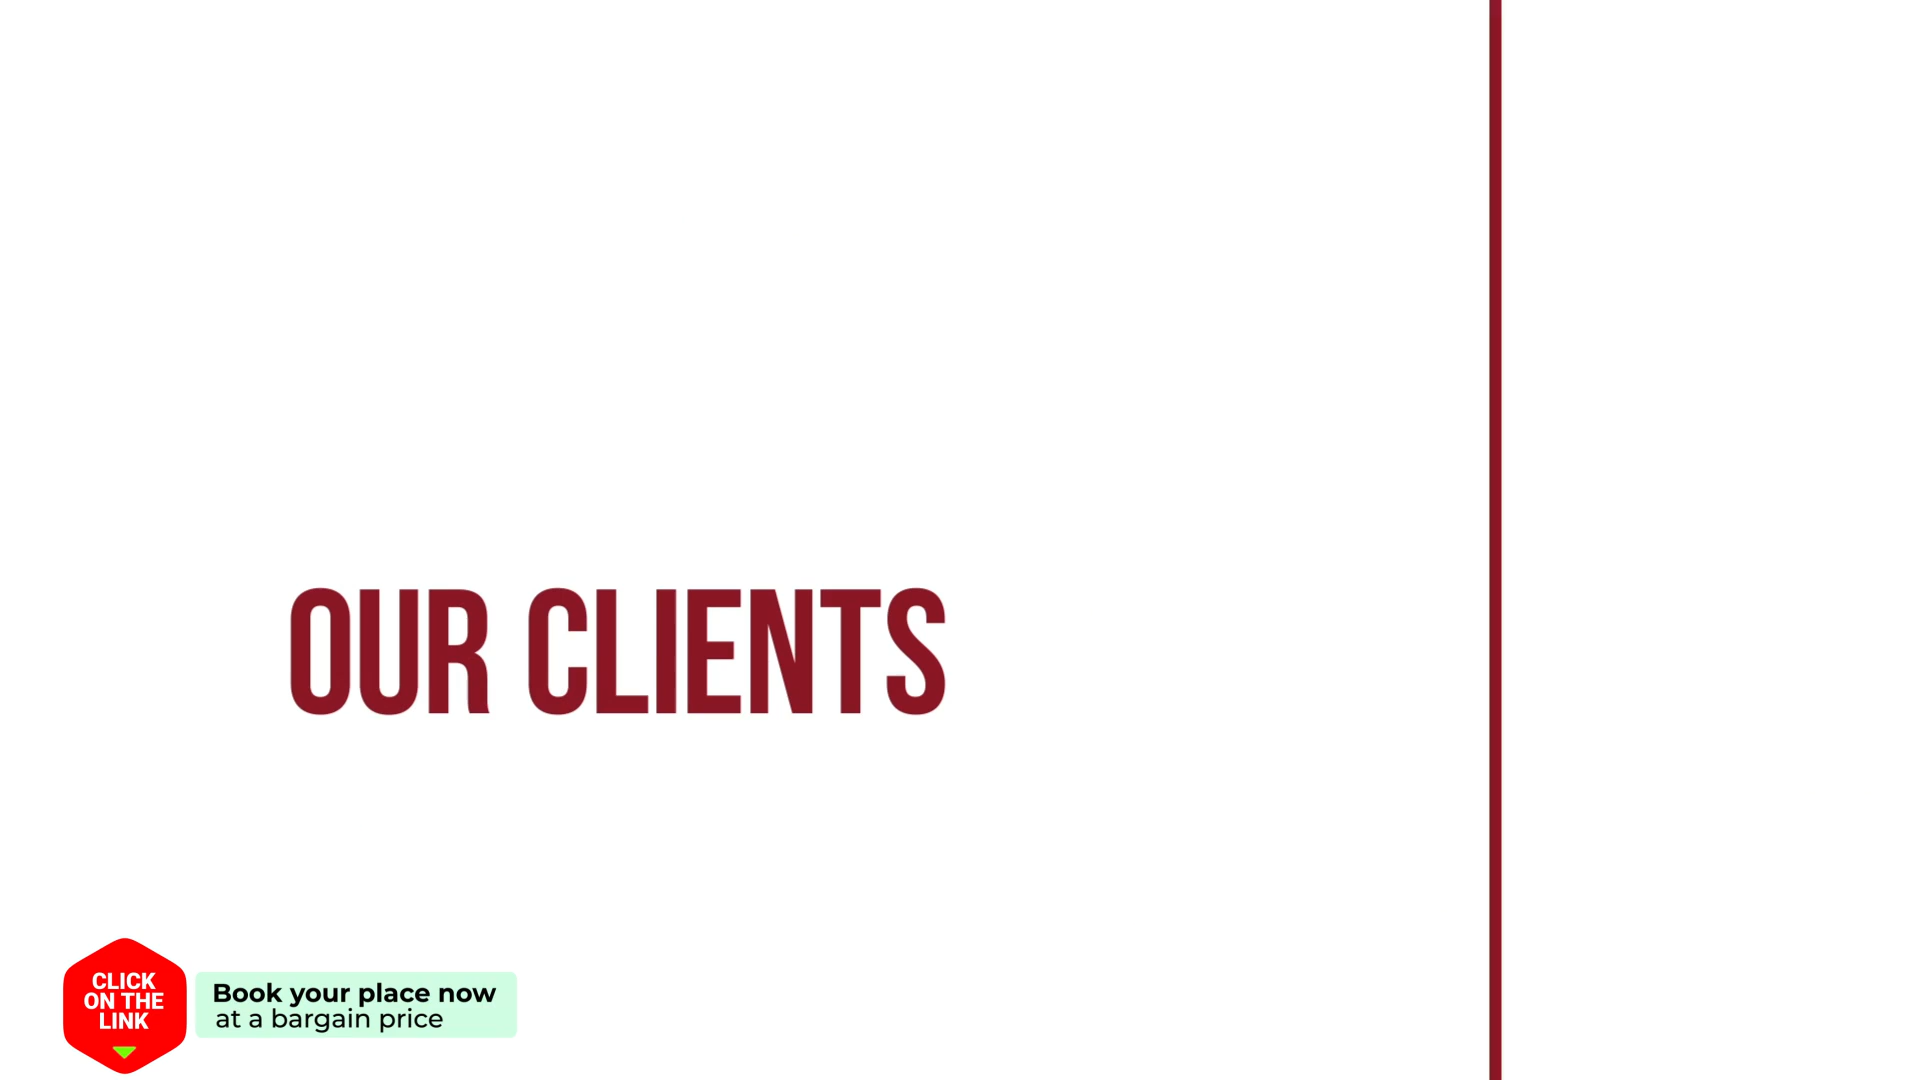 OUR CLIENTS
CLICK
ON THE
LINK
Book your place now
at a bargain price